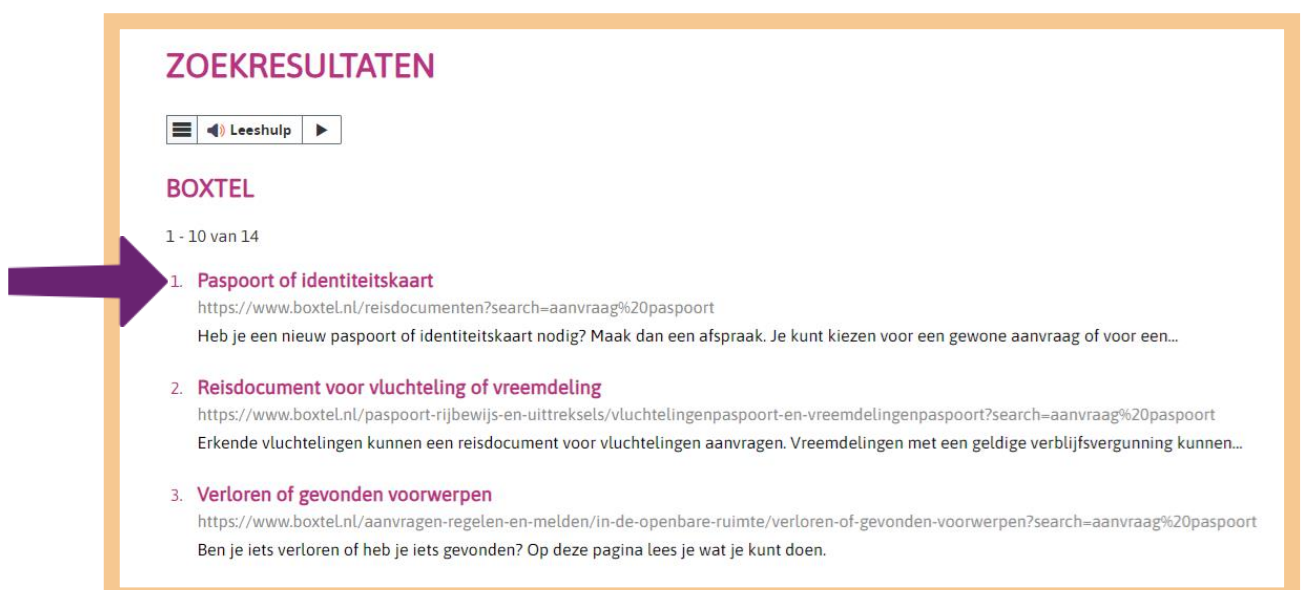 ZOEKRESULTATEN
Leeshulp
BOXTEL
1 - 10 van 14
1. Paspoort of identiteitskaart
https://www.boxtel.nl/reisdocumenten?search=aanvraag%20paspoort
Heb je een nieuw paspoort of identiteitskaart nodig? Maak dan een afspraak. Je kunt kiezen voor een gewone aanvraag of voor een...
2. Reisdocument voor vluchteling of vreemdeling
https://www.boxtel.nl/paspoort-rijbewijs-en-uittreksels/vluchtelingenpaspoort-en-vreemdelingenpaspoort?search=aanvraag%20paspoort
Erkende vluchtelingen kunnen een reisdocument voor vluchtelingen aanvragen. Vreemdelingen met een geldige verblijfsvergunning kunnen...
3. Verloren of gevonden voorwerpen
https://www.boxtel.nl/aanvragen-regelen-en-melden/in-de-openbare-ruimte/verloren-of-gevonden-voorwerpen?search=aanvraag%20paspoort
Ben je iets verloren of heb je iets gevonden? Op deze pagina lees je wat je kunt doen.